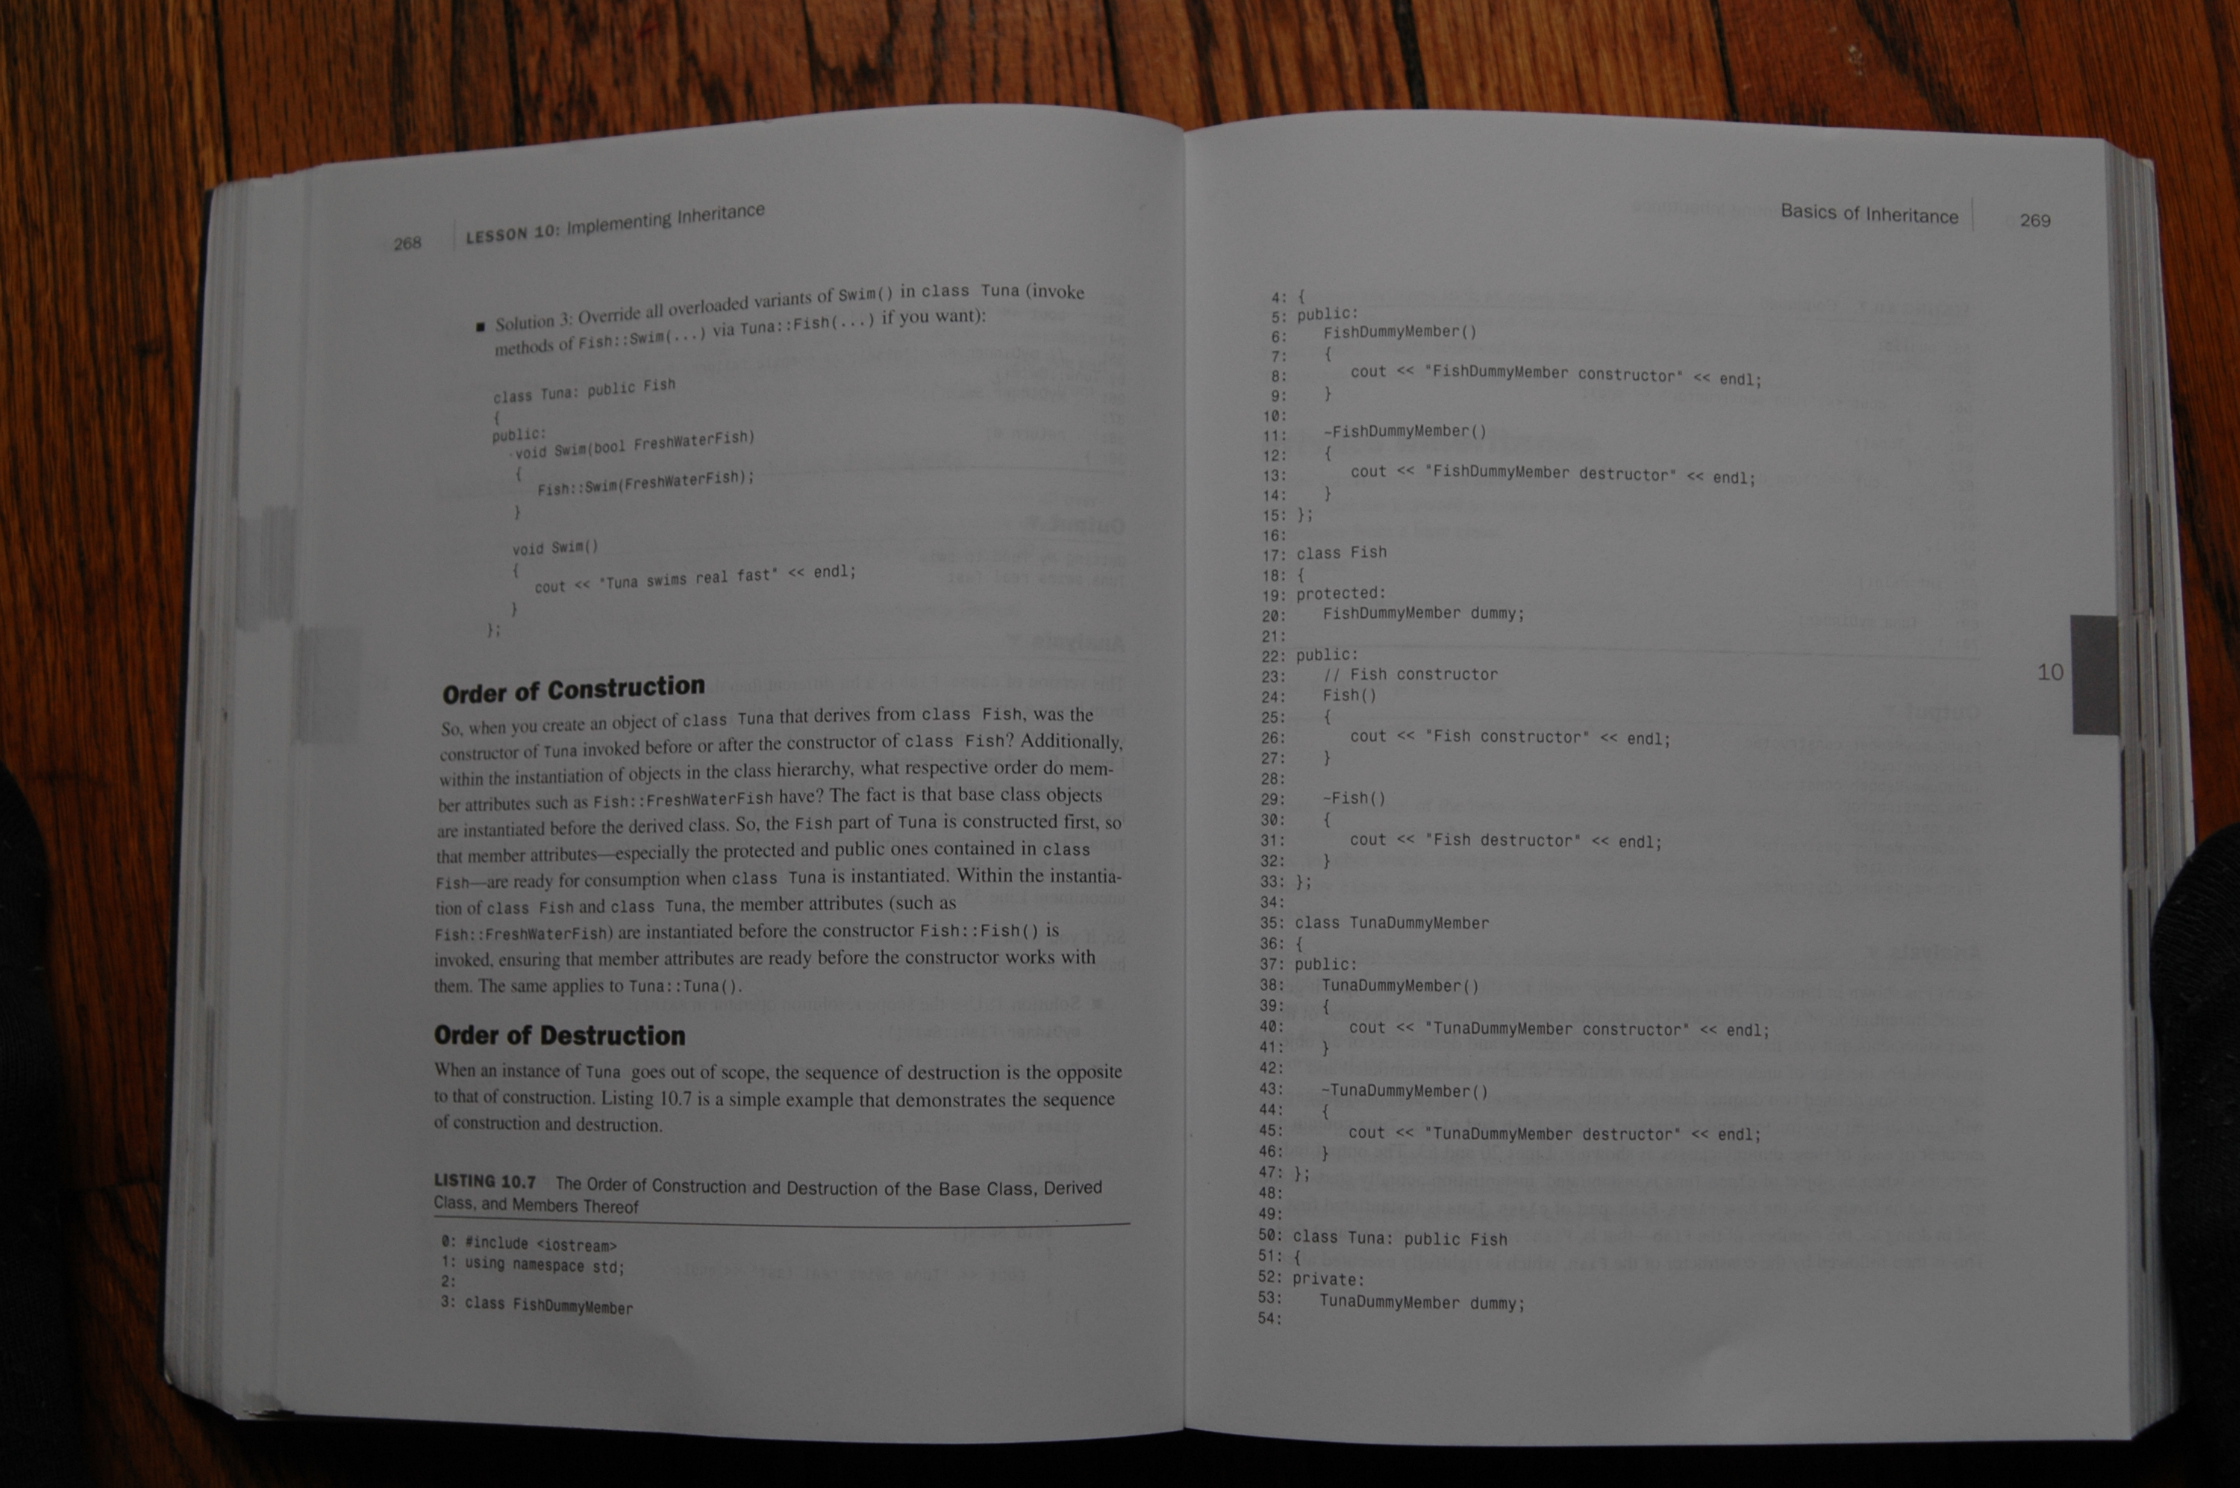 268 LESSON 10: Implementing Inheritance
■ Solution 3: Override all overloaded variants of Swim() in class Tuna (invoke
methods of Fish::Swim(...) via Tuna::Fish(...) if you want):
class Tuna: public Fish
{
public:
void Swim(bool FreshWaterFish)
{
Fish::Swim(FreshWaterFish);
}
void Swim()
{
cout << "Tuna swims real fast" << endl;
}
};
Order of Construction
So, when you create an object of class Tuna that derives from class Fish, was the
constructor of Tuna invoked before or after the constructor of class Fish? Additionally,
within the instantiation of objects in the class hierarchy, what respective order do mem-
ber attributes such as Fish::FreshWaterFish have? The fact is that base class objects
are instantiated before the derived class. So, the Fish part of Tuna is constructed first, so
that member attributes—especially the protected and public ones contained in class
Fish—are ready for consumption when class Tuna is instantiated. Within the instantia-
tion of class Fish and class Tuna, the member attributes (such as
Fish::FreshWaterFish) are instantiated before the constructor Fish::Fish() is
invoked, ensuring that member attributes are ready before the constructor works with
them. The same applies to Tuna::Tuna().
Order of Destruction
When an instance of Tuna goes out of scope, the sequence of destruction is the opposite
to that of construction. Listing 10.7 is a simple example that demonstrates the sequence
of construction and destruction.
LISTING 10.7 The Order of Construction and Destruction of the Base Class, Derived
Class, and Members Thereof
0: #include <iostream>
1: using namespace std;
2:
3: class FishDummyMember
Basics of Inheritance 269
4: {
5: public:
6: FishDummyMember()
7: {
8: cout << "FishDummyMember constructor" << endl;
9: }
10:
11: ~FishDummyMember()
12: {
13: cout << "FishDummyMember destructor" << endl;
14: }
15: };
16:
17: class Fish
18: {
19: protected:
20: FishDummyMember dummy;
21:
22: public:
23: // Fish constructor
24: Fish()
25: {
26: cout << "Fish constructor" << endl;
27: }
28:
29: ~Fish()
30: {
31: cout << "Fish destructor" << endl;
32: }
33: };
34:
35: class TunaDummyMember
36: {
37: public:
38: TunaDummyMember()
39: {
40: cout << "TunaDummyMember constructor" << endl;
41: }
42:
43: ~TunaDummyMember()
44: {
45: cout << "TunaDummyMember destructor" << endl;
46: }
47: };
48:
49:
50: class Tuna: public Fish
51: {
52: private:
53: TunaDummyMember dummy;
54:
10